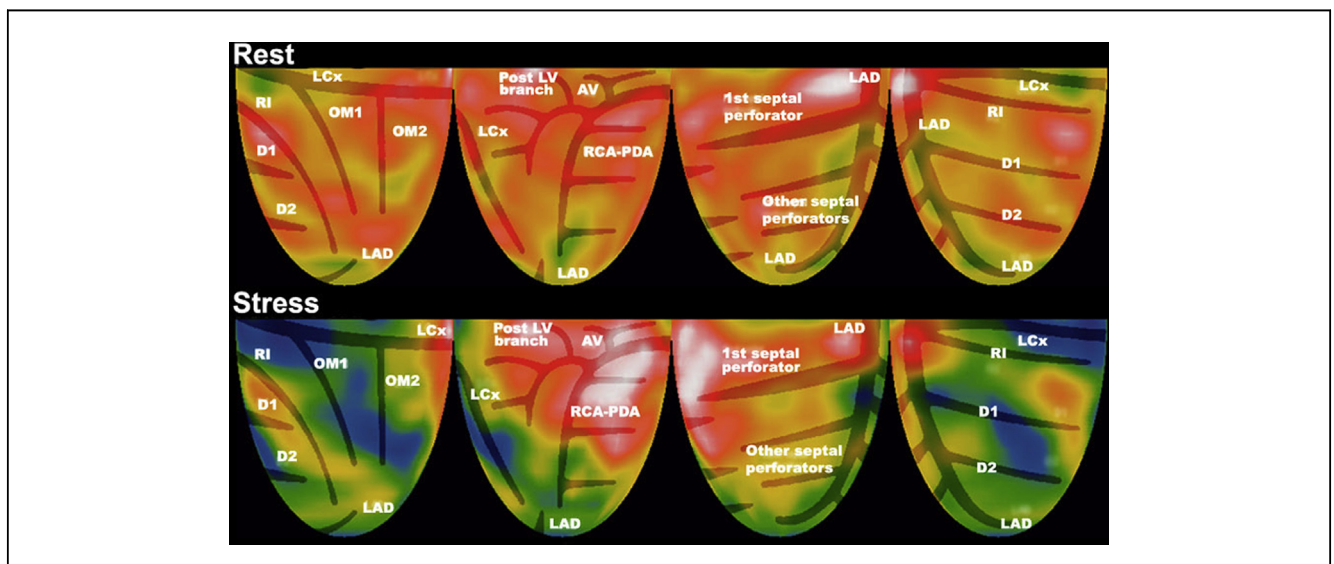 Rest
LCx
RI
OM1
OM2
D1
D2
LAD
Post LV
branch
AV
LCx
RCA-PDA
LAD
LAD
1st septal
perforator
Other septal
perforators
LAD
LCx
RI
LAD
D1
D2
LAD
Stress
LCx
RI
OM1
OM2
D1
D2
LAD
Post LV
branch
AV
LCx
RCA-PDA
LAD
LAD
1st septal
perforator
Other septal
perforators
LCx
RI
D1
D2
LAD